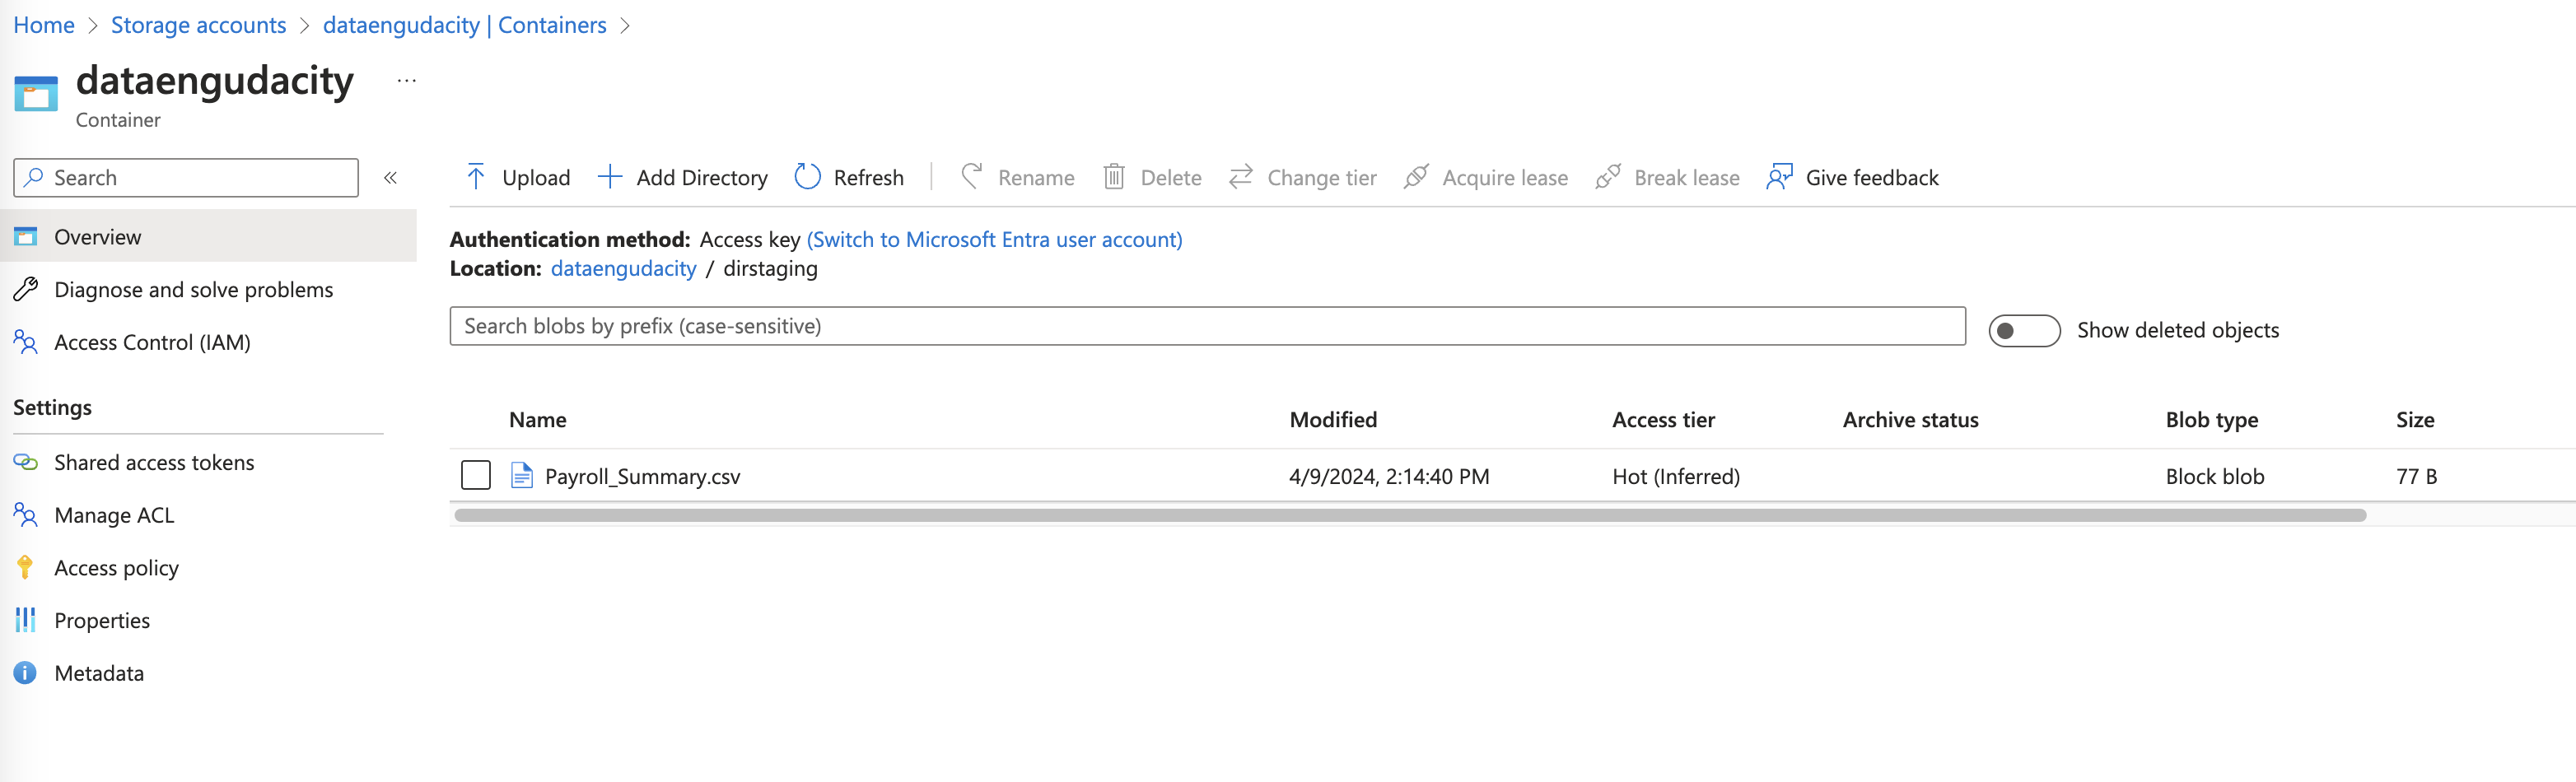 Home > Storage accounts > dataengudacity | Containers >
dataengudacity ...
Container
Search «
Overview
Diagnose and solve problems
Access Control (IAM)
Settings
Shared access tokens
Manage ACL
Access policy
Properties
Metadata
Upload Add Directory Refresh Rename Delete Change tier Acquire lease Break lease Give feedback
Authentication method: Access key (Switch to Microsoft Entra user account)
Location: dataengudacity / dirstaging
Search blobs by prefix (case-sensitive) Show deleted objects
Name Modified Access tier Archive status Blob type Size
Payroll_Summary.csv 4/9/2024, 2:14:40 PM Hot (Inferred) Block blob 77 B